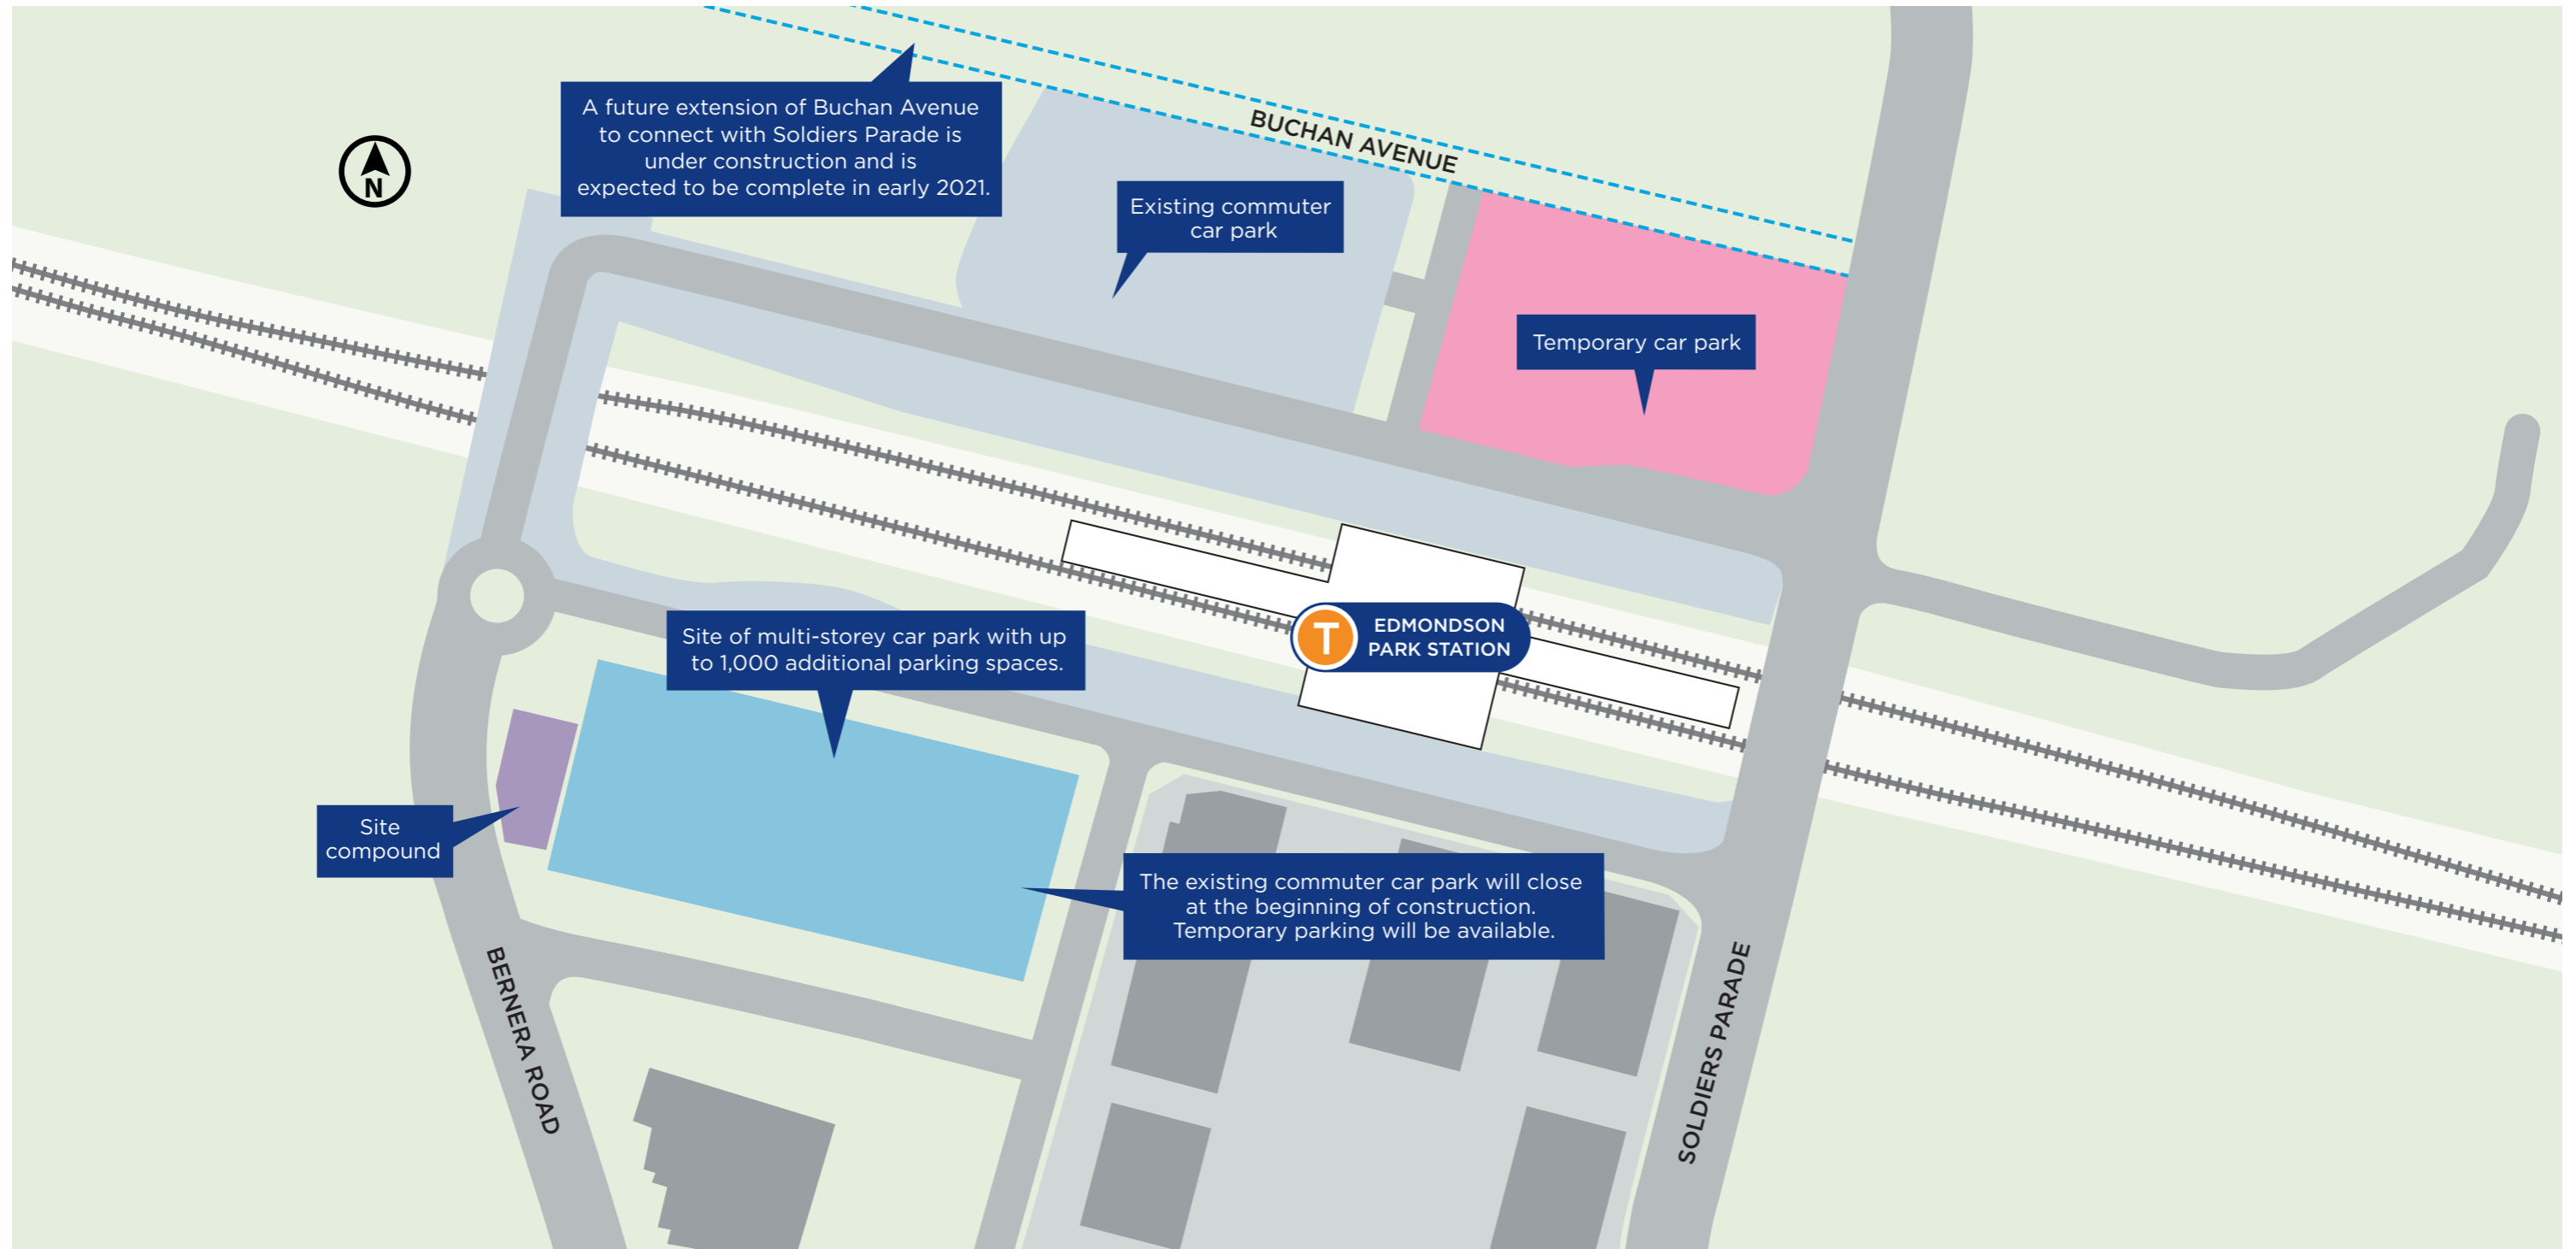 A future extension of Buchan Avenue
to connect with Soldiers Parade is
under construction and is
expected to be complete in early 2021.
BUCHAN AVENUE
N
Existing commuter
car park
Temporary car park
Site of multi-storey car park with up
to 1,000 additional parking spaces.
T
EDMONDSON
PARK STATION
Site
compound
The existing commuter car park will close
at the beginning of construction.
Temporary parking will be available.
BERNERA ROAD
SOLDIERS PARADE